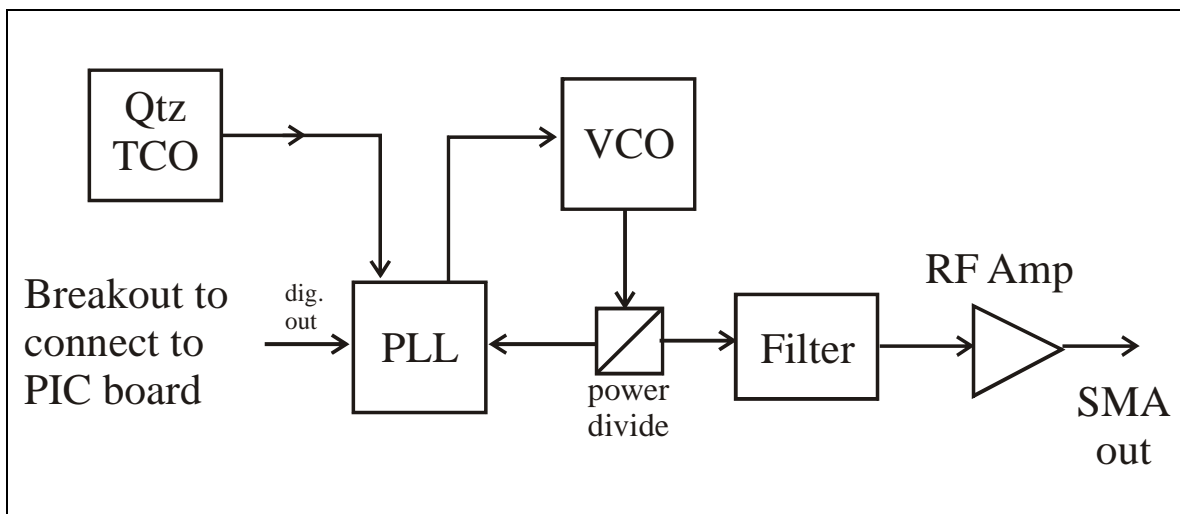 Qtz
TCO
VCO
Breakout to
connect to
PIC board
dig.
out
PLL
power
divide
Filter
RF Amp
SMA
out